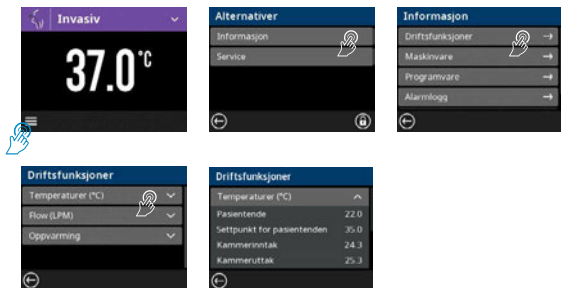 Invasiv
37.0°C
Alternativer
Informasjon
Service
Informasjon
Driftsfunksjoner
Maskinvare
Programvare
Alarmlogg
Driftsfunksjoner
Temperaturer (°C)
Flow (LPM)
Oppvarming
Driftsfunksjoner
Temperaturer (°C)
Pasientende 22.0
Settpunkt for pasientenden 35.0
Kammerinntak 24.3
Kammeruttak 25.3